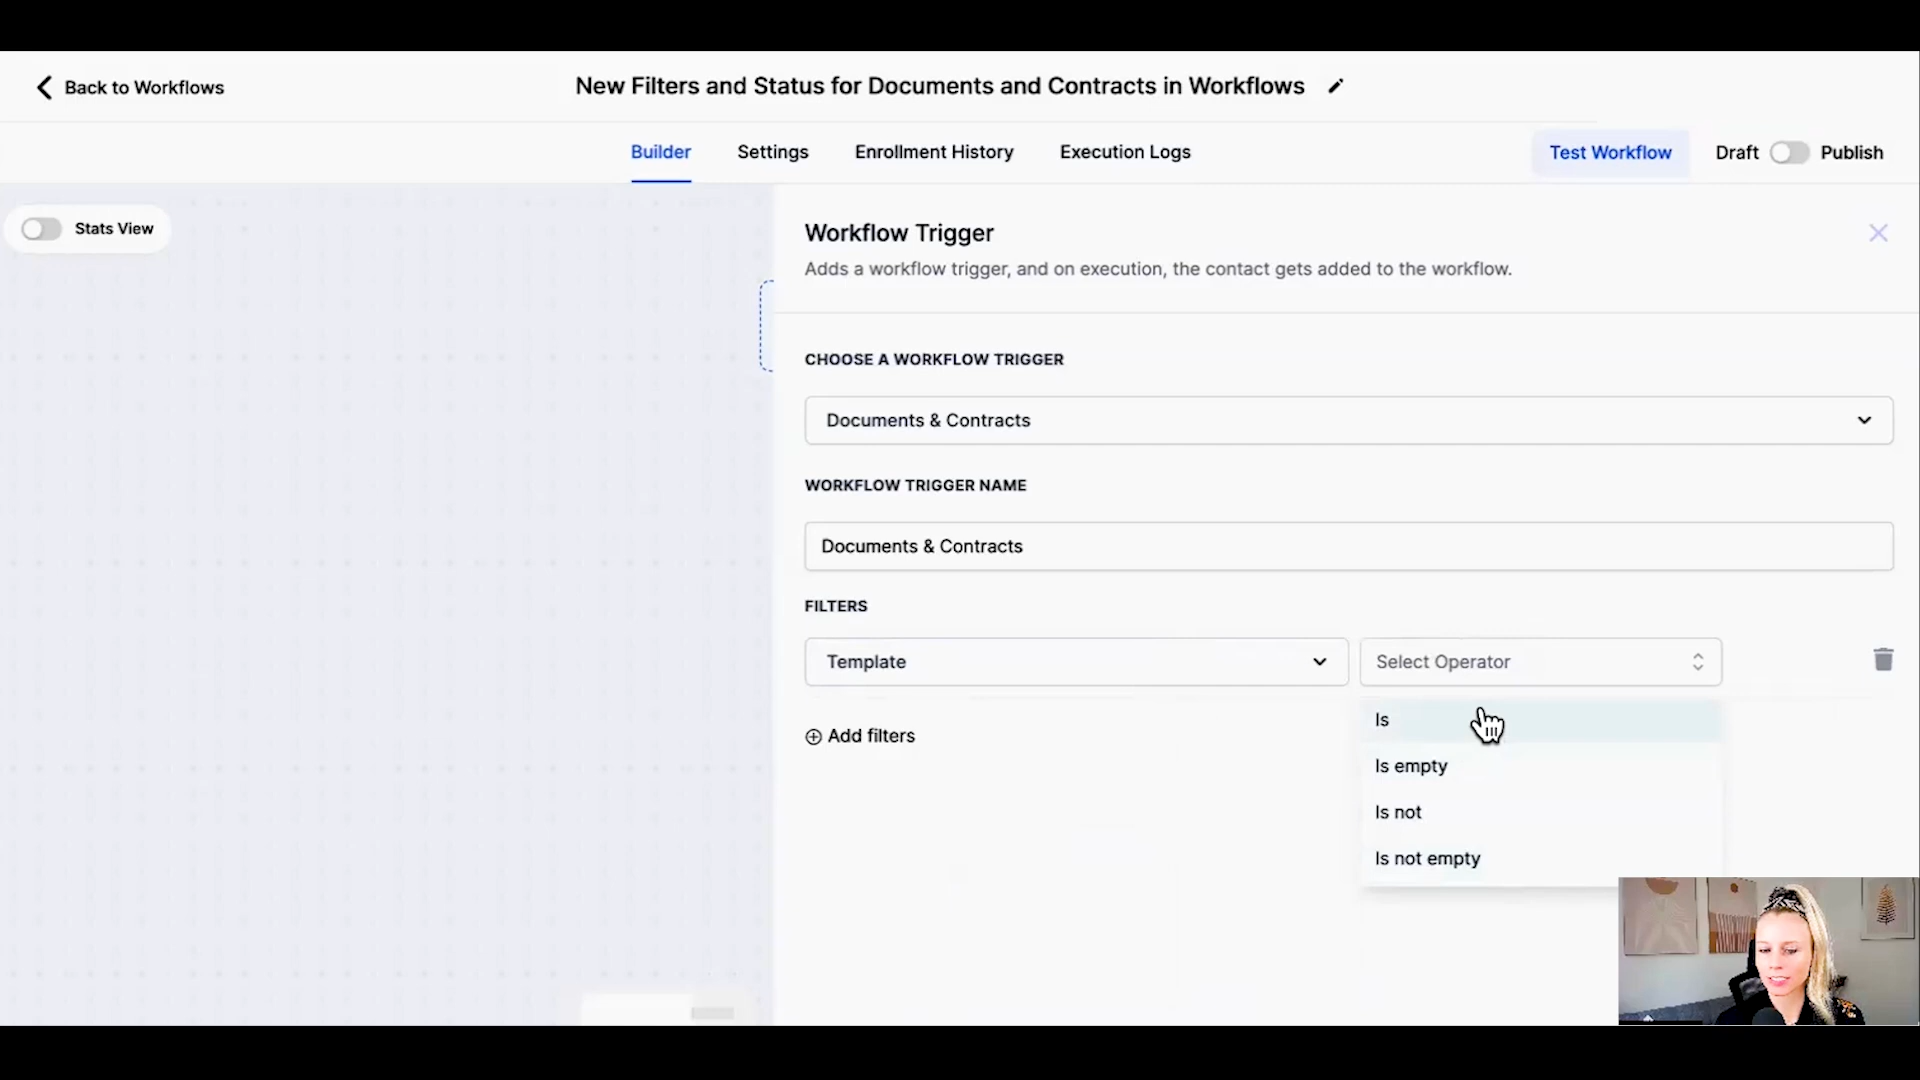 Back to Workflows
New Filters and Status for Documents and Contracts in Workflows
Builder
Settings
Enrollment History
Execution Logs
Test Workflow
Draft
Publish
Stats View
Workflow Trigger
Adds a workflow trigger, and on execution, the contact gets added to the workflow.
CHOOSE A WORKFLOW TRIGGER
Documents & Contracts
WORKFLOW TRIGGER NAME
Documents & Contracts
FILTERS
Template
Select Operator
Is
Add filters
Is empty
Is not
Is not empty